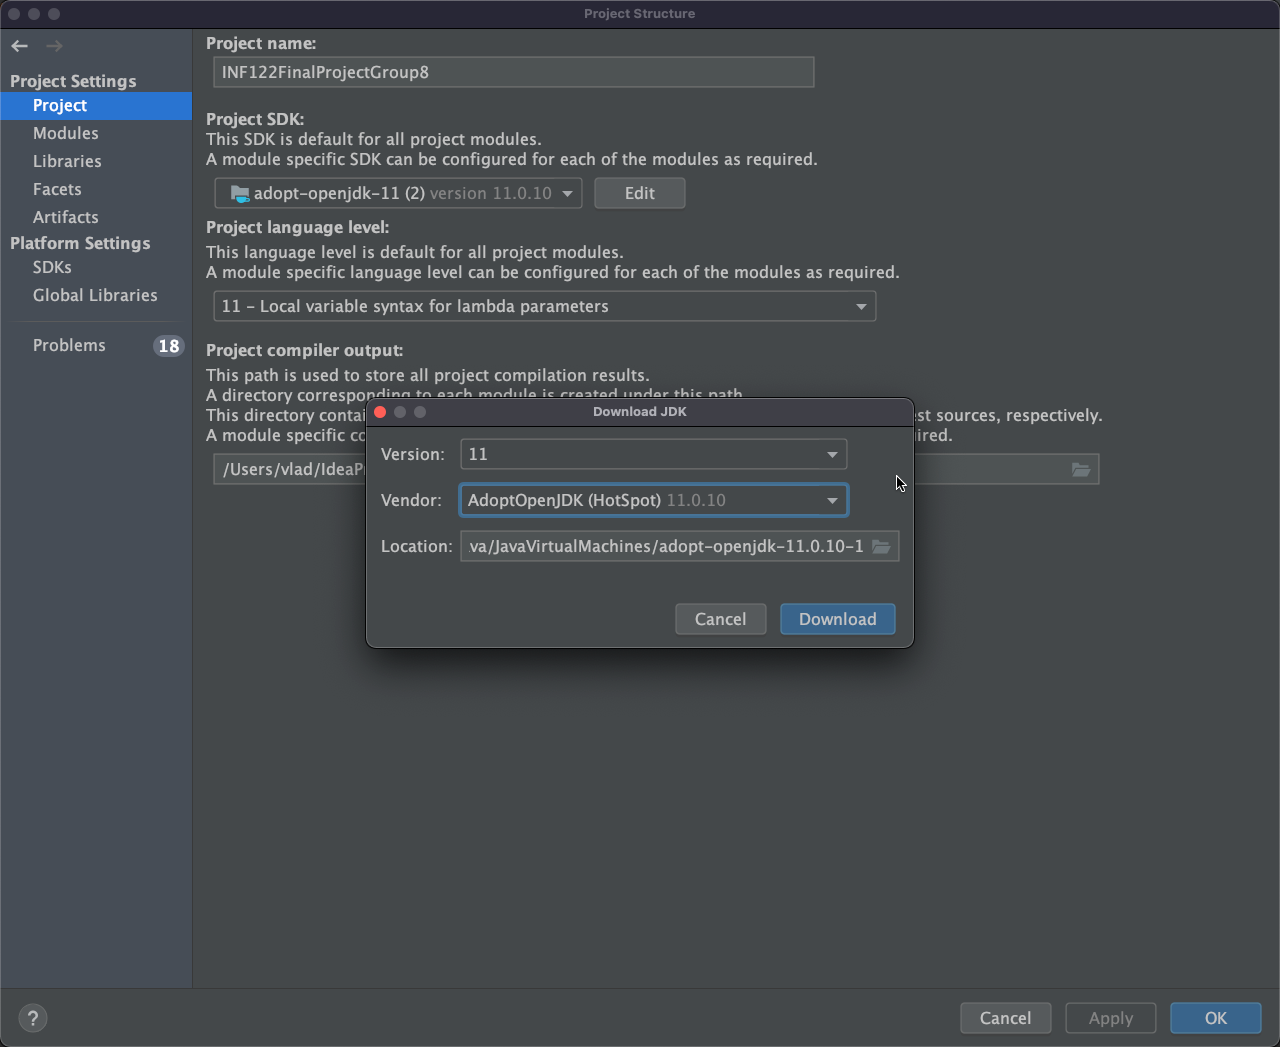 Project Structure
Project Settings
Project
Modules
Libraries
Facets
Artifacts
Platform Settings
SDKs
Global Libraries
Problems 18
Project name:
INF122FinalProjectGroup8
Project SDK:
This SDK is default for all project modules.
A module specific SDK can be configured for each of the modules as required.
adopt-openjdk-11 (2) version 11.0.10
Edit
Project language level:
This language level is default for all project modules.
A module specific language level can be configured for each of the modules as required.
11 – Local variable syntax for lambda parameters
Project compiler output:
This path is used to store all project compilation results.
A directory corresponding to each module is created under this path.
This directory contai
est sources, respectively.
A module specific co
ired.
/Users/vlad/IdeaPr
Download JDK
Version: 11
Vendor: AdoptOpenJDK (HotSpot) 11.0.10
Location: va/JavaVirtualMachines/adopt-openjdk-11.0.10-1
Cancel
Download
?
Cancel
Apply
OK